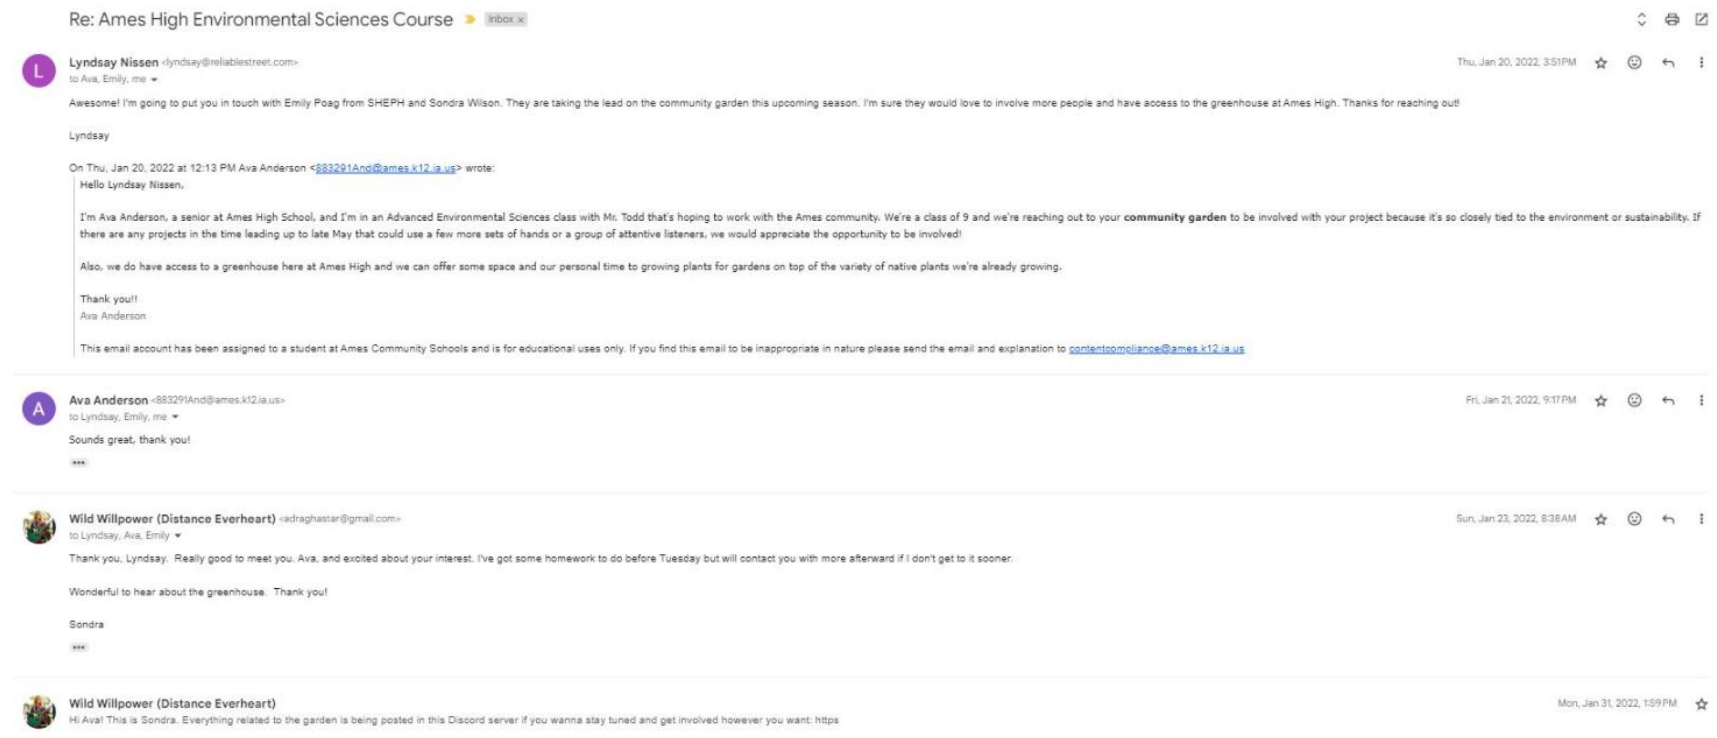 Re: Ames High Environmental Sciences Course Inbox x
L
Lyndsay Nissen <lyndsay@reliablestreet.com> Thu, Jan 20, 2022, 3:51 PM
to Ava, Emily, me
Awesome! I'm going to put you in touch with Emily Poag from SHEPH and Sondra Wilson. They are taking the lead on the community garden this upcoming season. I'm sure they would love to involve more people and have access to the greenhouse at Ames High. Thanks for reaching out!
Lyndsay
On Thu, Jan 20, 2022 at 12:13 PM Ava Anderson <883291And@ames.k12.ia.us> wrote:
Hello Lyndsay Nissen,
I'm Ava Anderson, a senior at Ames High School, and I'm in an Advanced Environmental Sciences class with Mr. Todd that's hoping to work with the Ames community. We're a class of 9 and we're reaching out to your community garden to be involved with your project because it's so closely tied to the environment or sustainability. If
there are any projects in the time leading up to late May that could use a few more sets of hands or a group of attentive listeners, we would appreciate the opportunity to be involved!
Also, we do have access to a greenhouse here at Ames High and we can offer some space and our personal time to growing plants for gardens on top of the variety of native plants we're already growing.
Thank you!!
Ava Anderson
This email account has been assigned to a student at Ames Community Schools and is for educational uses only. If you find this email to be inappropriate in nature please send the email and explanation to contentcompliance@ames.k12.ia.us
A
Ava Anderson <883291And@ames.k12.ia.us> Fri, Jan 21, 2022, 9:17 PM
to Lyndsay, Emily, me
Sounds great, thank you!
Wild Willpower (Distance Everheart) <adraghastar@gmail.com> Sun, Jan 23, 2022, 8:38 AM
to Lyndsay, Ava, Emily
Thank you, Lyndsay. Really good to meet you. Ava, and excited about your interest. I've got some homework to do before Tuesday but will contact you with more afterward if I don't get to it sooner.
Wonderful to hear about the greenhouse. Thank you!
Sondra
Wild Willpower (Distance Everheart) Mon, Jan 31, 2022, 1:59 PM
Hi Ava! This is Sondra. Everything related to the garden is being posted in this Discord server if you wanna stay tuned and get involved however you want: https